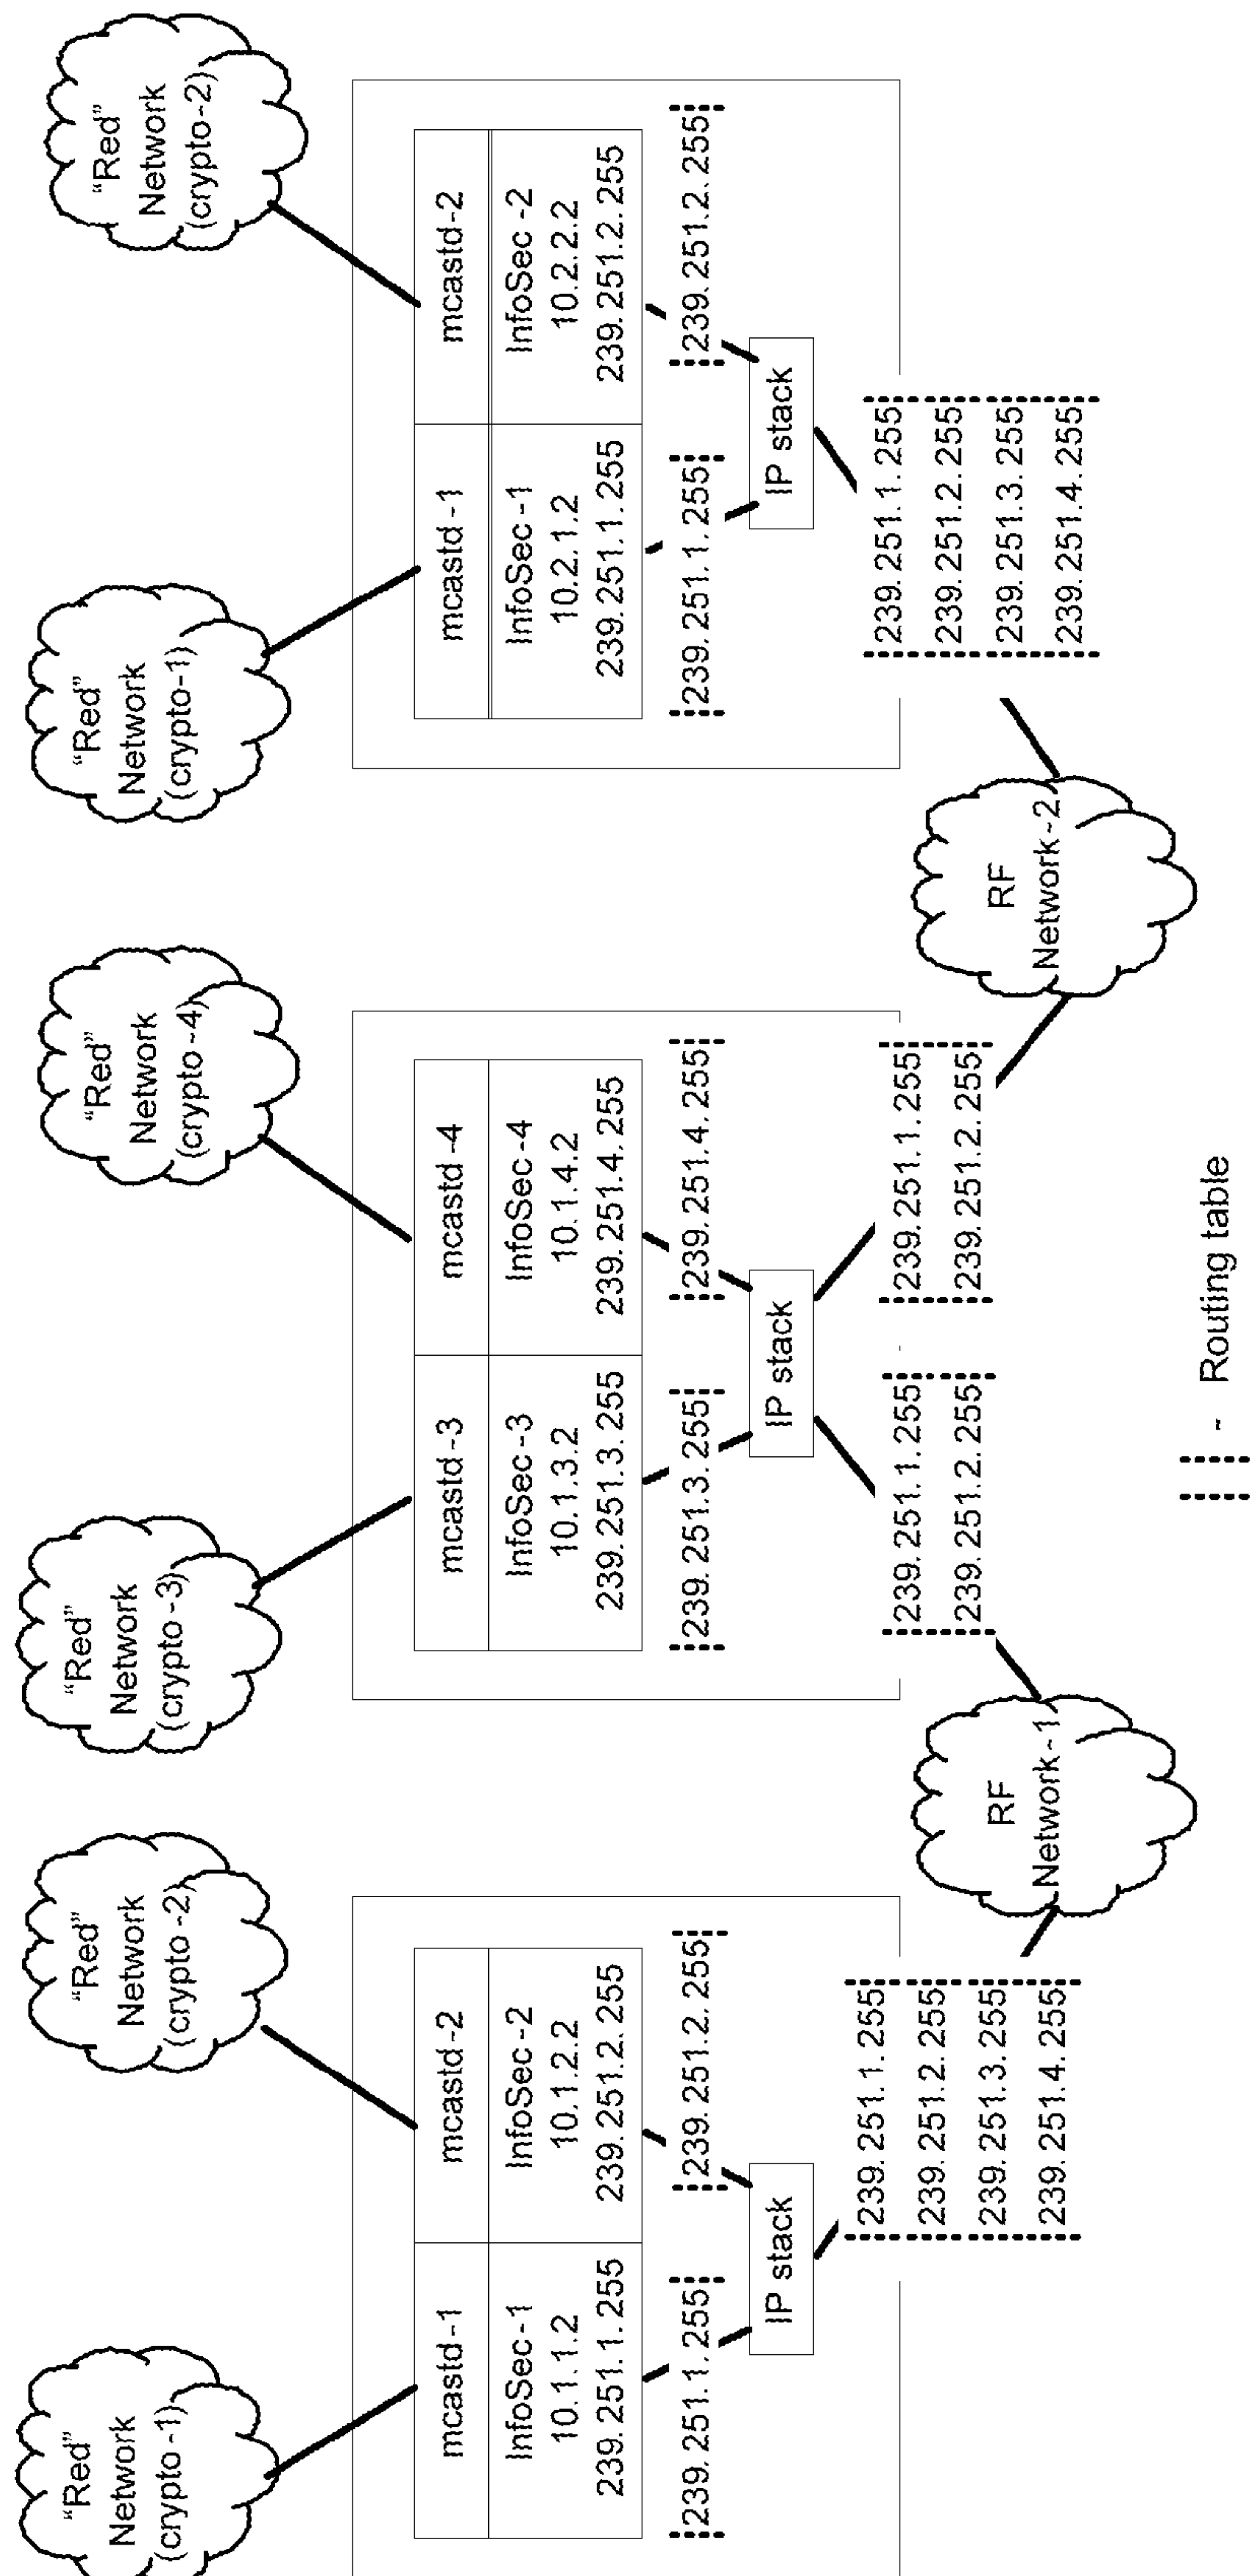 “Red”
Network
(crypto-1)
“Red”
Network
(crypto-2)
mcastd-1
mcastd-2
InfoSec-1
10.1.1.2
239.251.1.255
InfoSec-2
10.1.2.2
239.251.2.255
239.251.1.255
239.251.2.255
IP stack
239.251.1.255
239.251.2.255
239.251.3.255
239.251.4.255
RF
Network-1
“Red”
Network
(crypto-3)
“Red”
Network
(crypto-4)
mcastd-3
mcastd-4
InfoSec-3
10.1.3.2
239.251.3.255
InfoSec-4
10.1.4.2
239.251.4.255
239.251.3.255
239.251.4.255
IP stack
239.251.1.255
239.251.2.255
239.251.1.255
239.251.2.255
RF
Network-2
“Red”
Network
(crypto-1)
“Red”
Network
(crypto-2)
mcastd-1
mcastd-2
InfoSec-1
10.2.1.2
239.251.1.255
InfoSec-2
10.2.2.2
239.251.2.255
239.251.1.255
239.251.2.255
IP stack
239.251.1.255
239.251.2.255
239.251.3.255
239.251.4.255
- Routing table